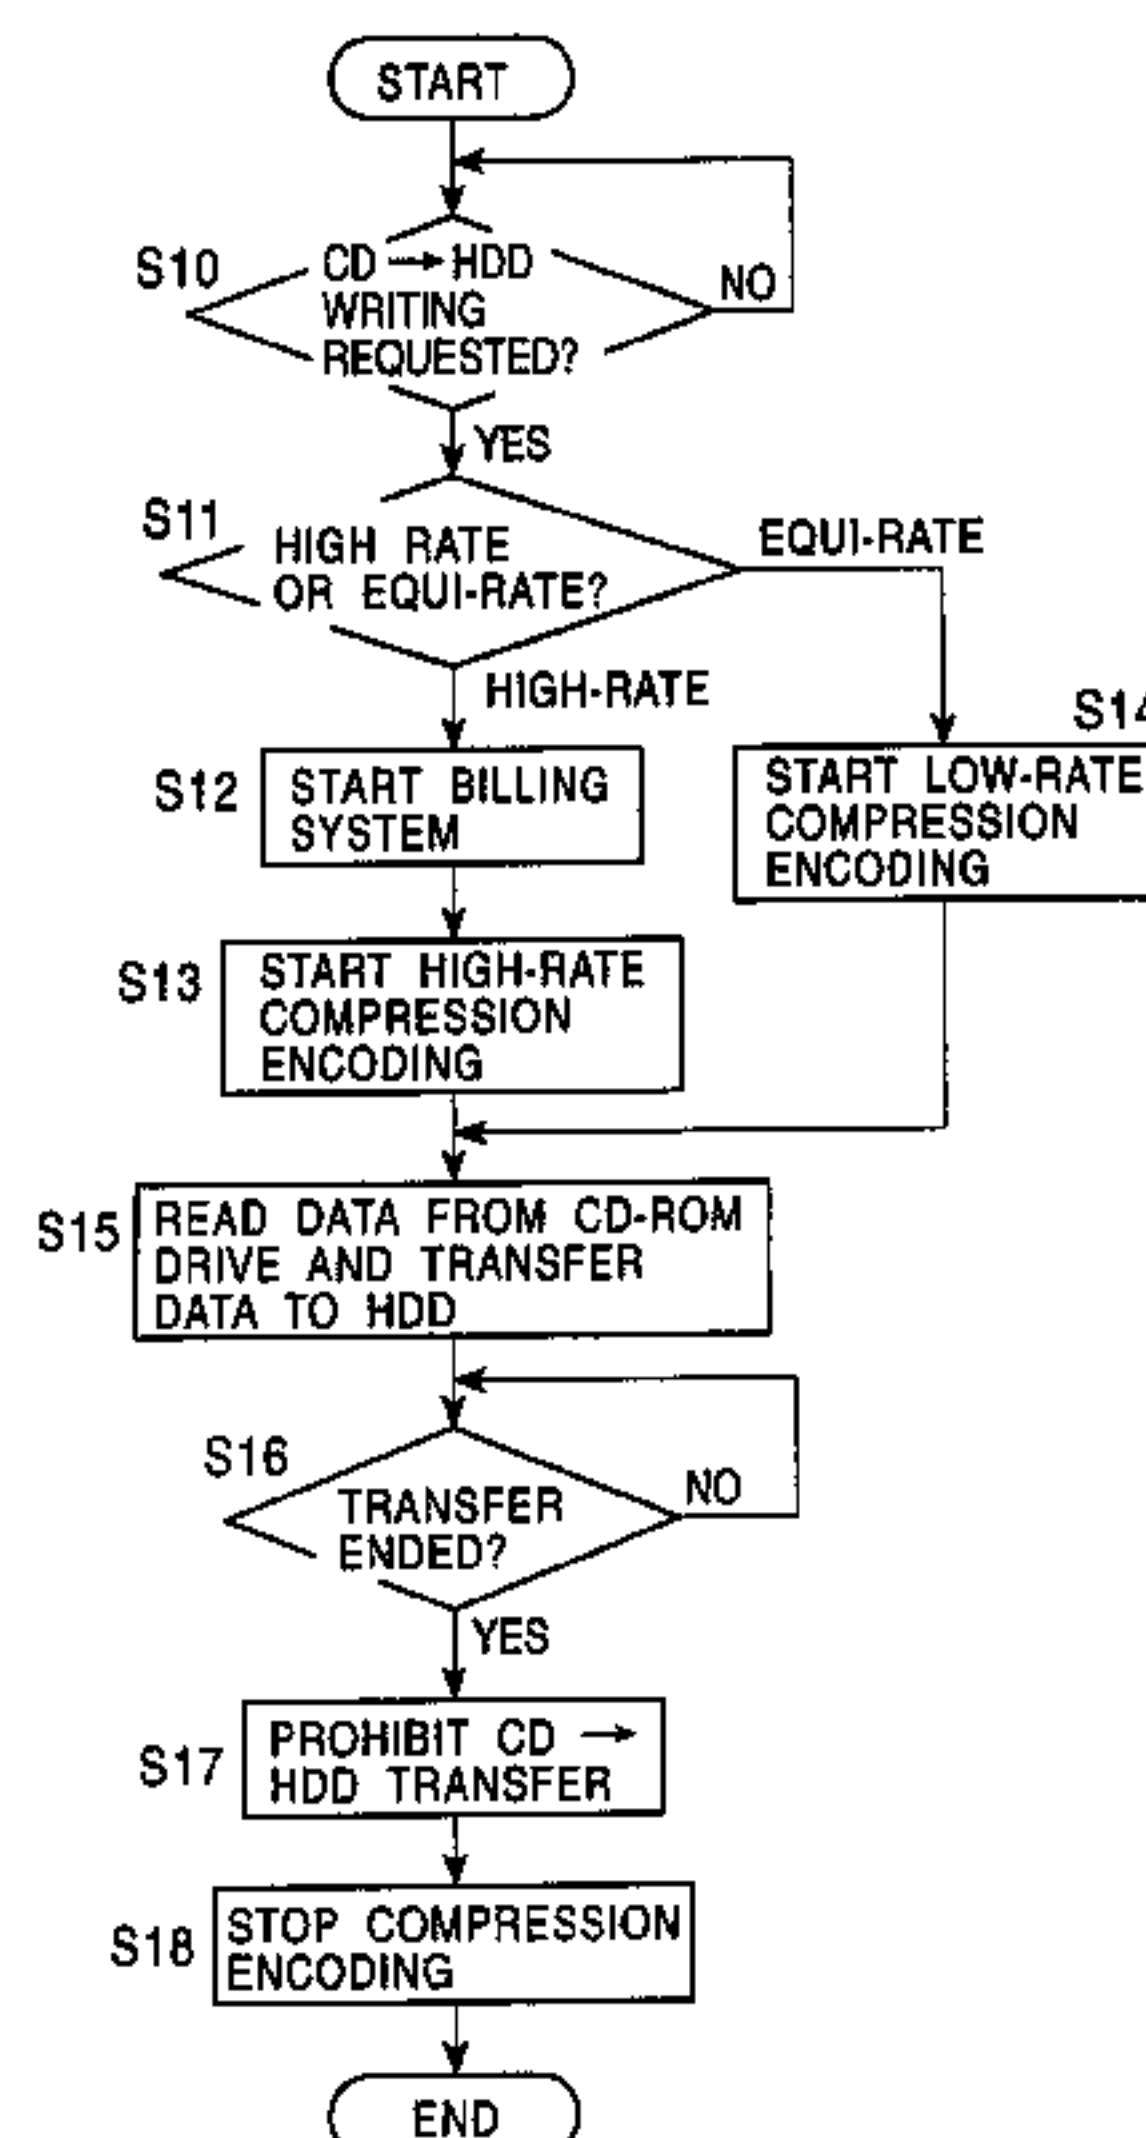 START
S10
CD → HDD
WRITING
REQUESTED?
NO
YES
S11
HIGH RATE
OR EQUI-RATE?
EQUI-RATE
HIGH-RATE
S12
START BILLING
SYSTEM
S14
START LOW-RATE
COMPRESSION
ENCODING
S13
START HIGH-RATE
COMPRESSION
ENCODING
S15
READ DATA FROM CD-ROM
DRIVE AND TRANSFER
DATA TO HDD
S16
TRANSFER
ENDED?
NO
YES
S17
PROHIBIT CD →
HDD TRANSFER
S18
STOP COMPRESSION
ENCODING
END